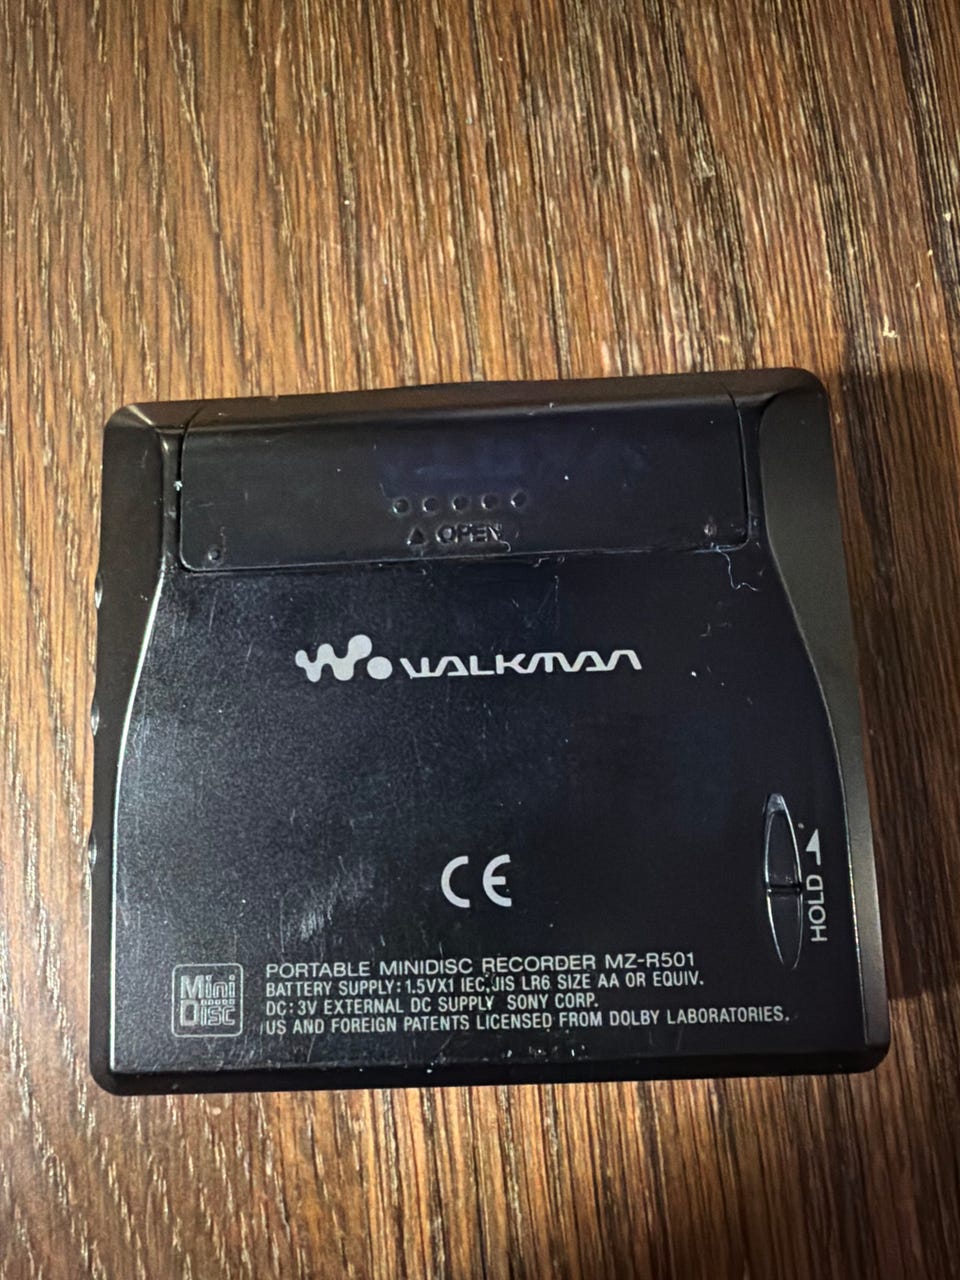 ▲ OPEN
WALKMAN
CE
HOLD
Mini
Disc
PORTABLE MINIDISC RECORDER MZ-R501
BATTERY SUPPLY: 1.5VX1 IEC,JIS LR6 SIZE AA OR EQUIV.
DC: 3V EXTERNAL DC SUPPLY SONY CORP.
US AND FOREIGN PATENTS LICENSED FROM DOLBY LABORATORIES.